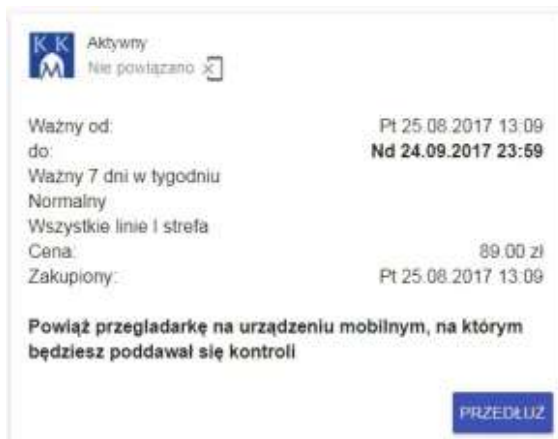 K K
M
Aktywny
Nie powiązano
Ważny od: Pt 25.08.2017 13:09
do: Nd 24.09.2017 23:59
Ważny 7 dni w tygodniu
Normalny
Wszystkie linie I strefa
Cena: 89.00 zł
Zakupiony: Pt 25.08.2017 13:09
Powiąż przegladarkę na urządzeniu mobilnym, na którym
będziesz poddawał się kontroli
PRZEDŁUŻ